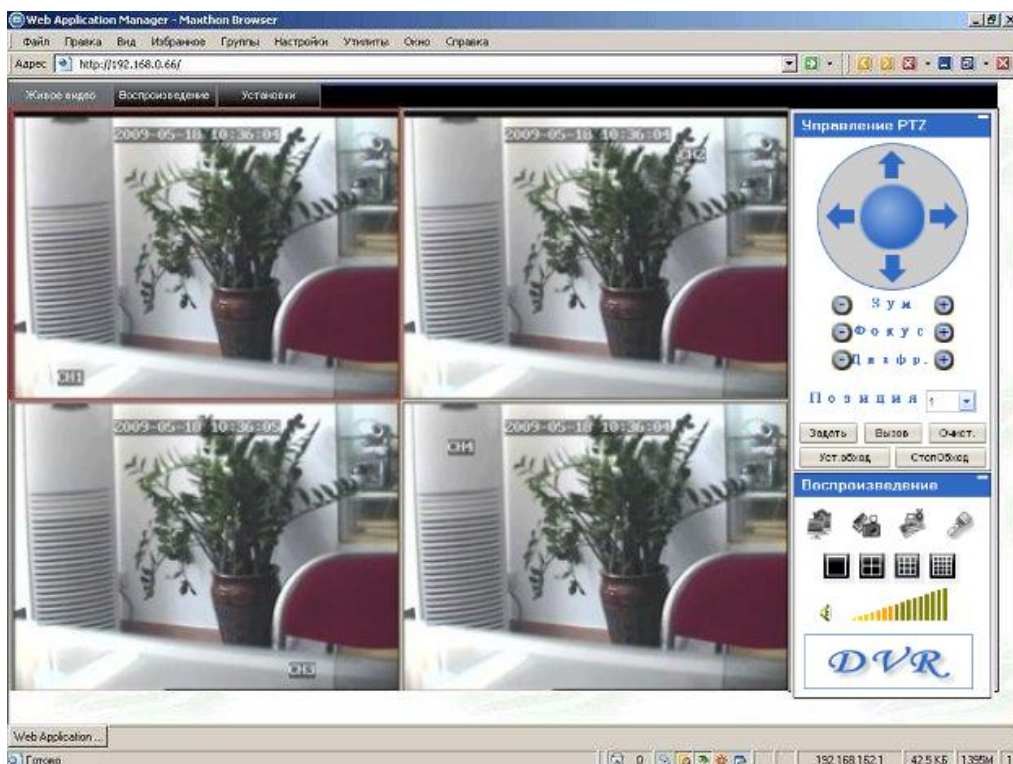 Web Application Manager - Maxthon Browser
Файл Правка Вид Избранное Группы Настройки Утилиты Окно Справка
Адрес http://192.168.0.66/
Живое видео Воспроизведение Установки
2009-05-18 10:36:04
2009-05-18 10:36:04
CH2
CH1
Управление PTZ
Зум
Фокус
Диафр.
Позиция 1
Задать Вызов Очист.
Уст.обход СтопОбход
2009-05-18 10:36:05
2009-05-18 10:36:04
CH4
CH3
Воспроизведение
DVR
Web Application ...
Готово 0 192.168.162.1 42.5 КБ 1395M 1